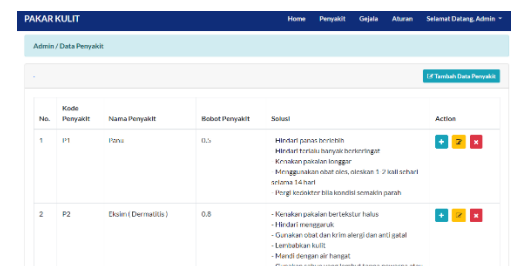 PAKAR KULIT
Home Penyakit Gejala Aturan Selamat Datang, Admin
Admin / Data Penyakit
-
Tambah Data Penyakit
No. Kode Penyakit Nama Penyakit Bobot Penyakit Solusi Action
1 P1 Panu 0.5
- Hindari panas berlebih
- Hindari terlalu banyak berkeringat
- Kenakan pakaian longgar
- Menggunakan obat oles, oleskan 1-2 kali sehari
selama 14 hari
- Pergi kedokter bila kondisi semakin parah
2 P2 Eksim ( Dermatitis ) 0.8
- Kenakan pakaian bertekstur halus
- Hindari menggaruk
- Gunakan obat dan krim alergi dan anti gatal
- Lembabkan kulit
- Mandi dengan air hangat